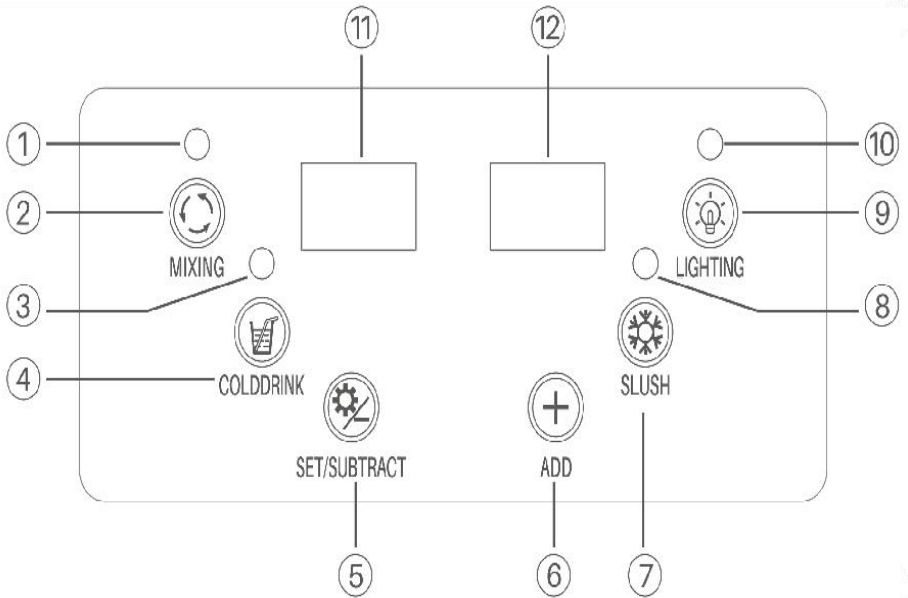 ⑪ ⑫
① ⑩
② ⑨
MIXING LIGHTING
③ ⑧
④ COLDDRINK SLUSH
SET/SUBTRACT ADD
⑤ ⑥ ⑦